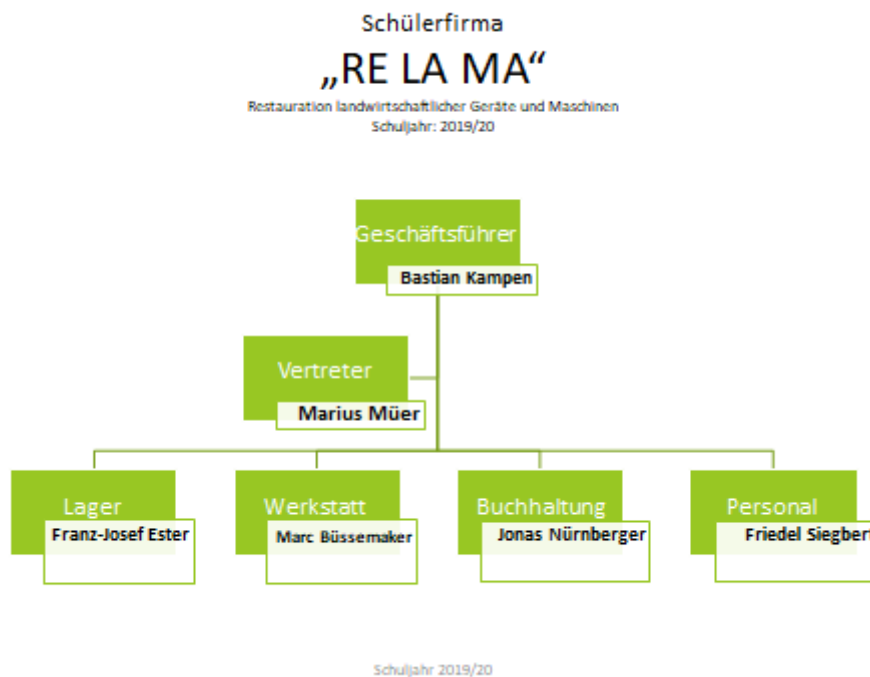 Schülerfirma
„RE LA MA“
Restauration landwirtschaftlicher Geräte und Maschinen
Schuljahr: 2019/20
Geschäftsführer
Bastian Kampen
Vertreter
Marius Müer
Lager
Franz-Josef Ester
Werkstatt
Marc Büssemaker
Buchhaltung
Jonas Nürnberger
Personal
Friedel Siegbert
Schuljahr 2019/20